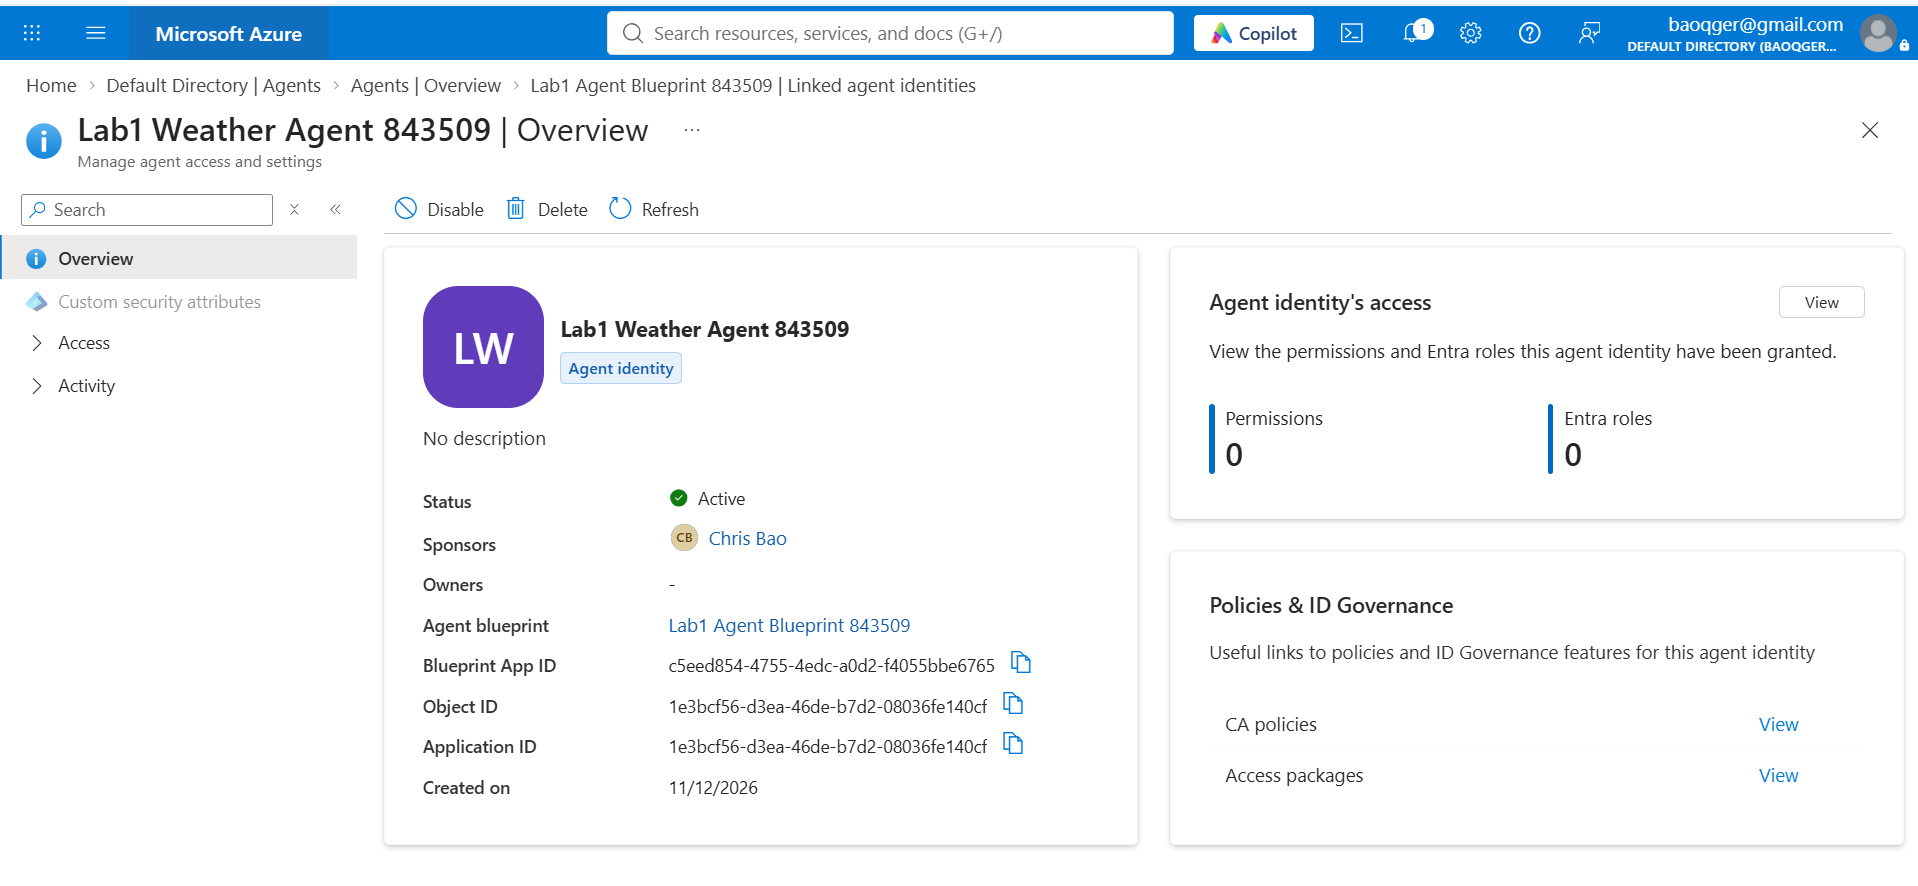 Microsoft Azure
Search resources, services, and docs (G+/)
Copilot
1
baoqger@gmail.com
DEFAULT DIRECTORY (BAOQGER...
Home > Default Directory | Agents > Agents | Overview > Lab1 Agent Blueprint 843509 | Linked agent identities
Lab1 Weather Agent 843509 | Overview ...
Manage agent access and settings
Search
Disable Delete Refresh
Overview
Custom security attributes
Access
Activity
LW
Lab1 Weather Agent 843509
Agent identity
No description
Status Active
Sponsors CB Chris Bao
Owners -
Agent blueprint Lab1 Agent Blueprint 843509
Blueprint App ID c5eed854-4755-4edc-a0d2-f4055bbe6765
Object ID 1e3bcf56-d3ea-46de-b7d2-08036fe140cf
Application ID 1e3bcf56-d3ea-46de-b7d2-08036fe140cf
Created on 11/12/2026
Agent identity's access View
View the permissions and Entra roles this agent identity have been granted.
Permissions Entra roles
0 0
Policies & ID Governance
Useful links to policies and ID Governance features for this agent identity
CA policies View
Access packages View